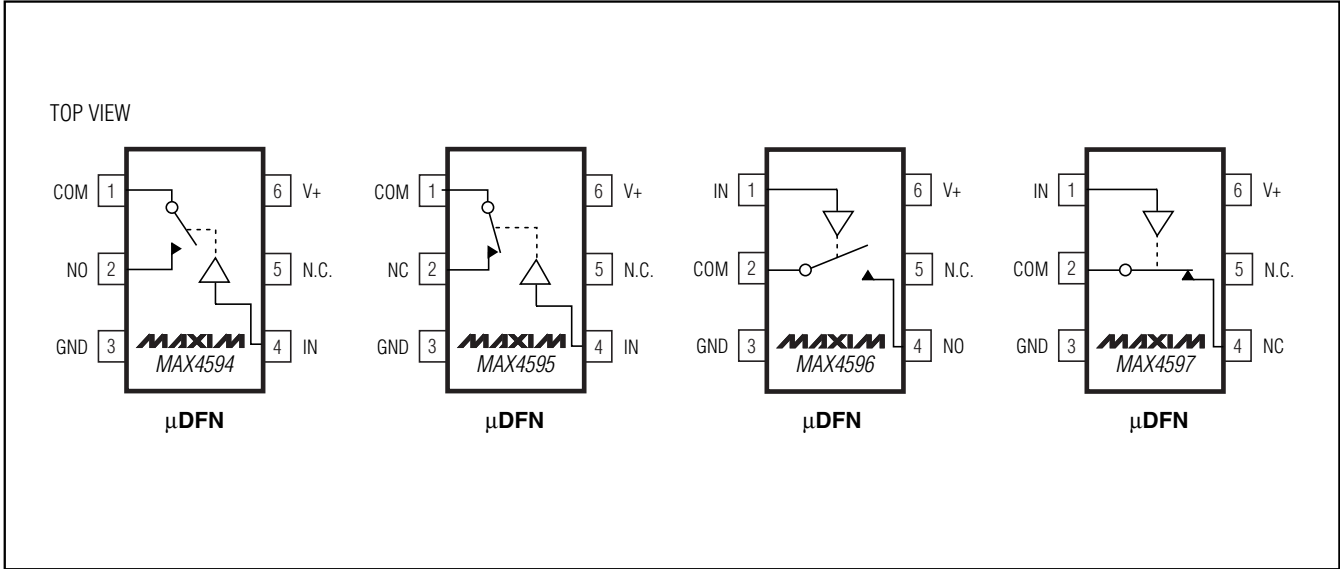 TOP VIEW
COM 1 6 V+
NO 2 5 N.C.
GND 3 4 IN
MAXIM
MAX4594
µDFN
COM 1 6 V+
NC 2 5 N.C.
GND 3 4 IN
MAXIM
MAX4595
µDFN
IN 1 6 V+
COM 2 5 N.C.
GND 3 4 NO
MAXIM
MAX4596
µDFN
IN 1 6 V+
COM 2 5 N.C.
GND 3 4 NC
MAXIM
MAX4597
µDFN